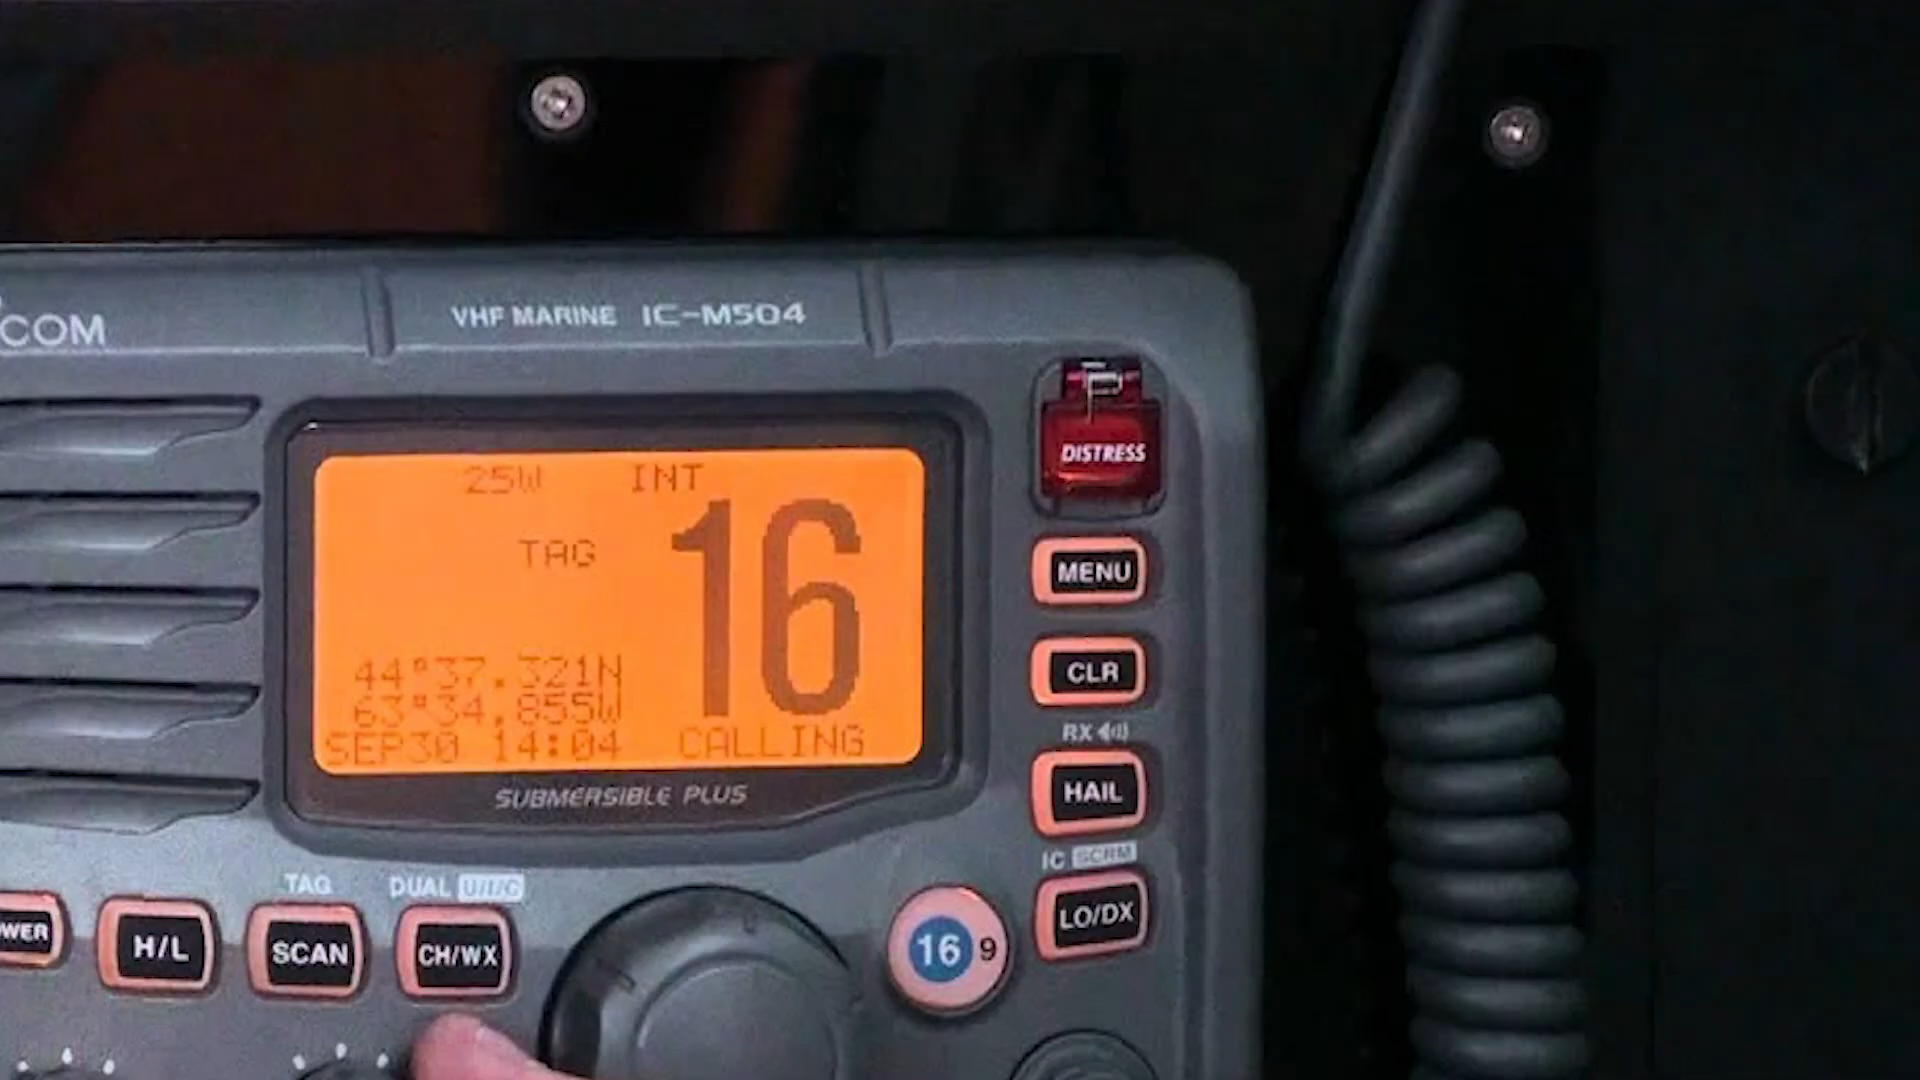 COM
VHF MARINE IC-M504
DISTRESS
25W INT
TAG
16
44°37.321N
63°34.855W
SEP30 14:04 CALLING
SUBMERSIBLE PLUS
MENU
CLR
RX
HAIL
IC SCRM
LO/DX
TAG
DUAL U/I/C
WER
H/L
SCAN
CH/WX
16 9